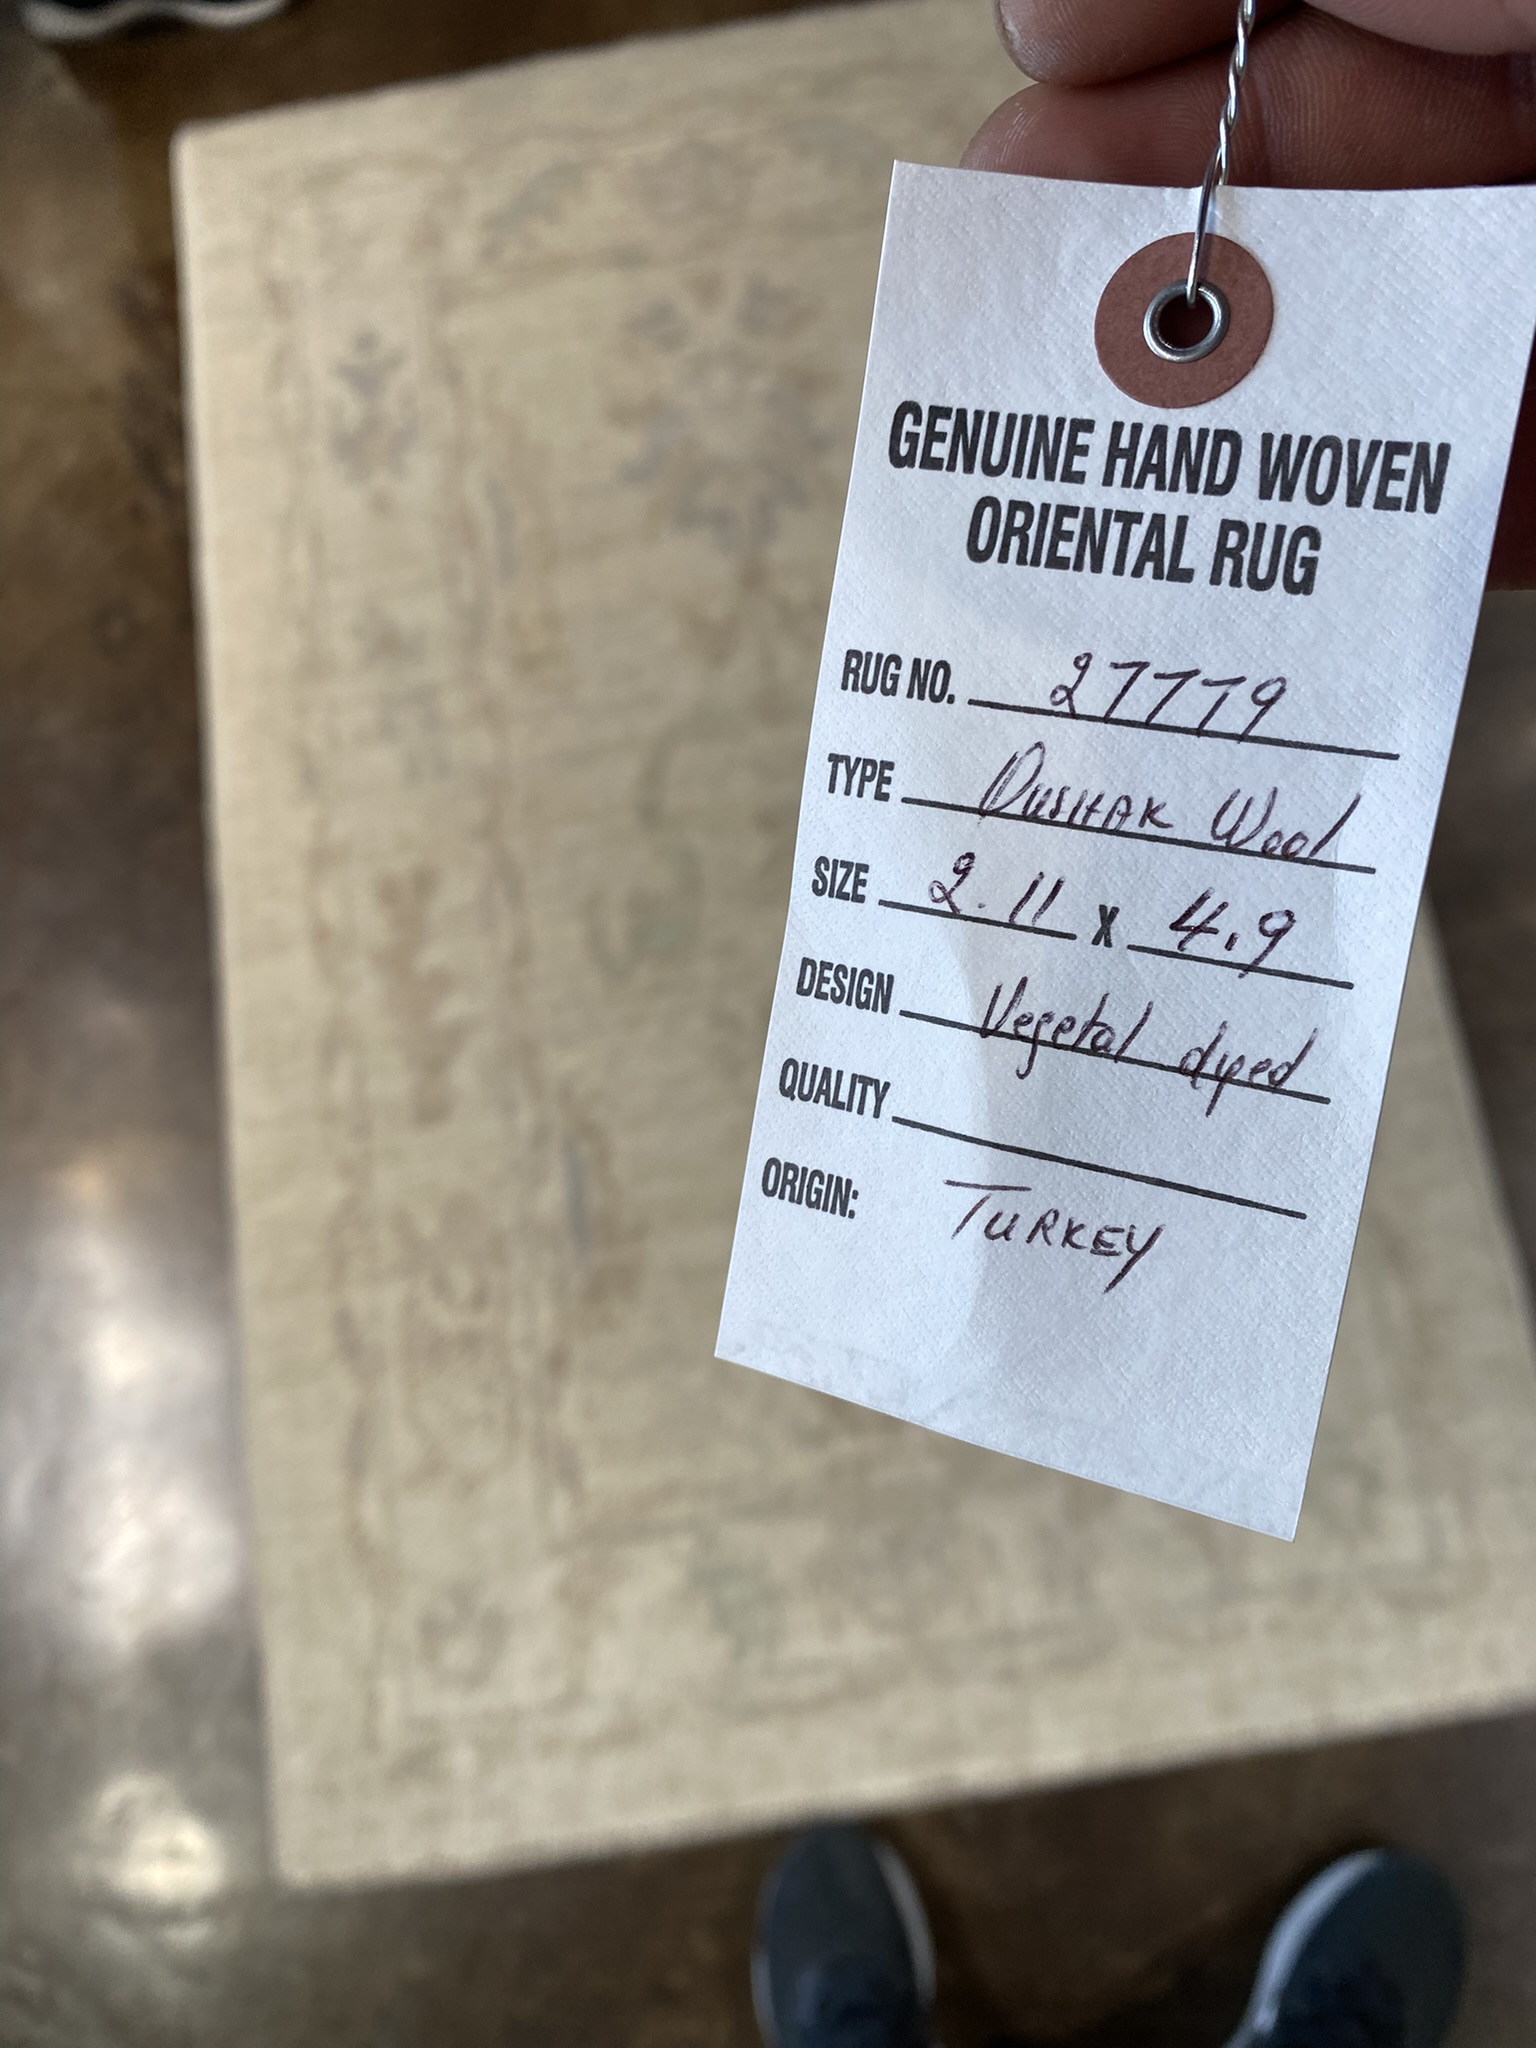 GENUINE HAND WOVEN
ORIENTAL RUG
RUG NO. 27779
TYPE Oushak Wool
SIZE 2.11 X 4.9
DESIGN Vegetal dyed
QUALITY
ORIGIN: TURKEY